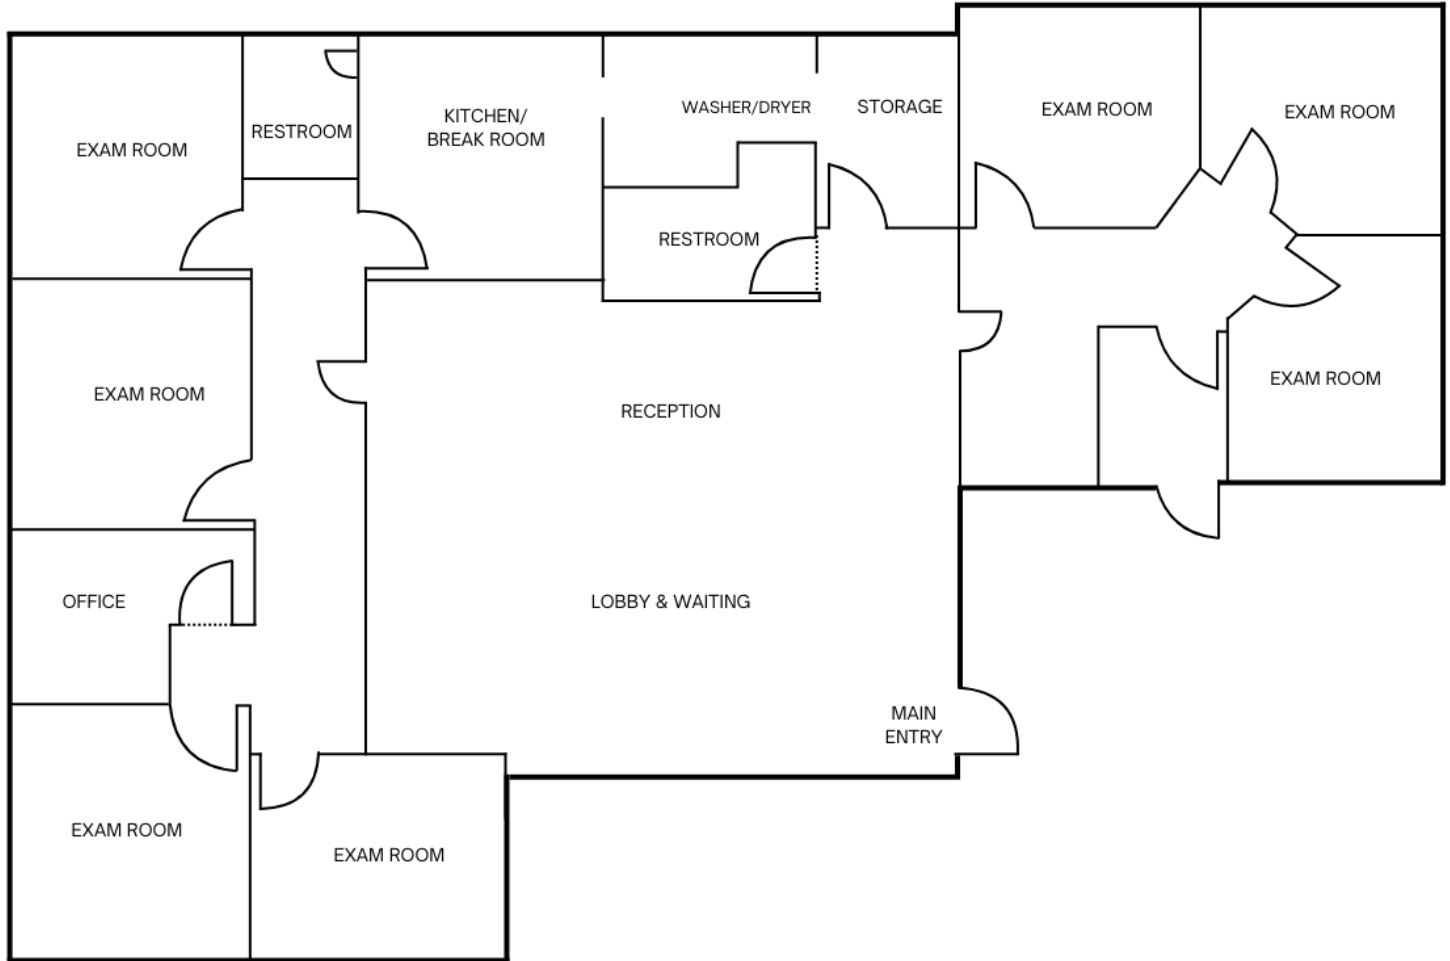 EXAM ROOM
RESTROOM
KITCHEN/
BREAK ROOM
WASHER/DRYER
STORAGE
EXAM ROOM
EXAM ROOM
RESTROOM
EXAM ROOM
RECEPTION
EXAM ROOM
OFFICE
LOBBY & WAITING
MAIN
ENTRY
EXAM ROOM
EXAM ROOM